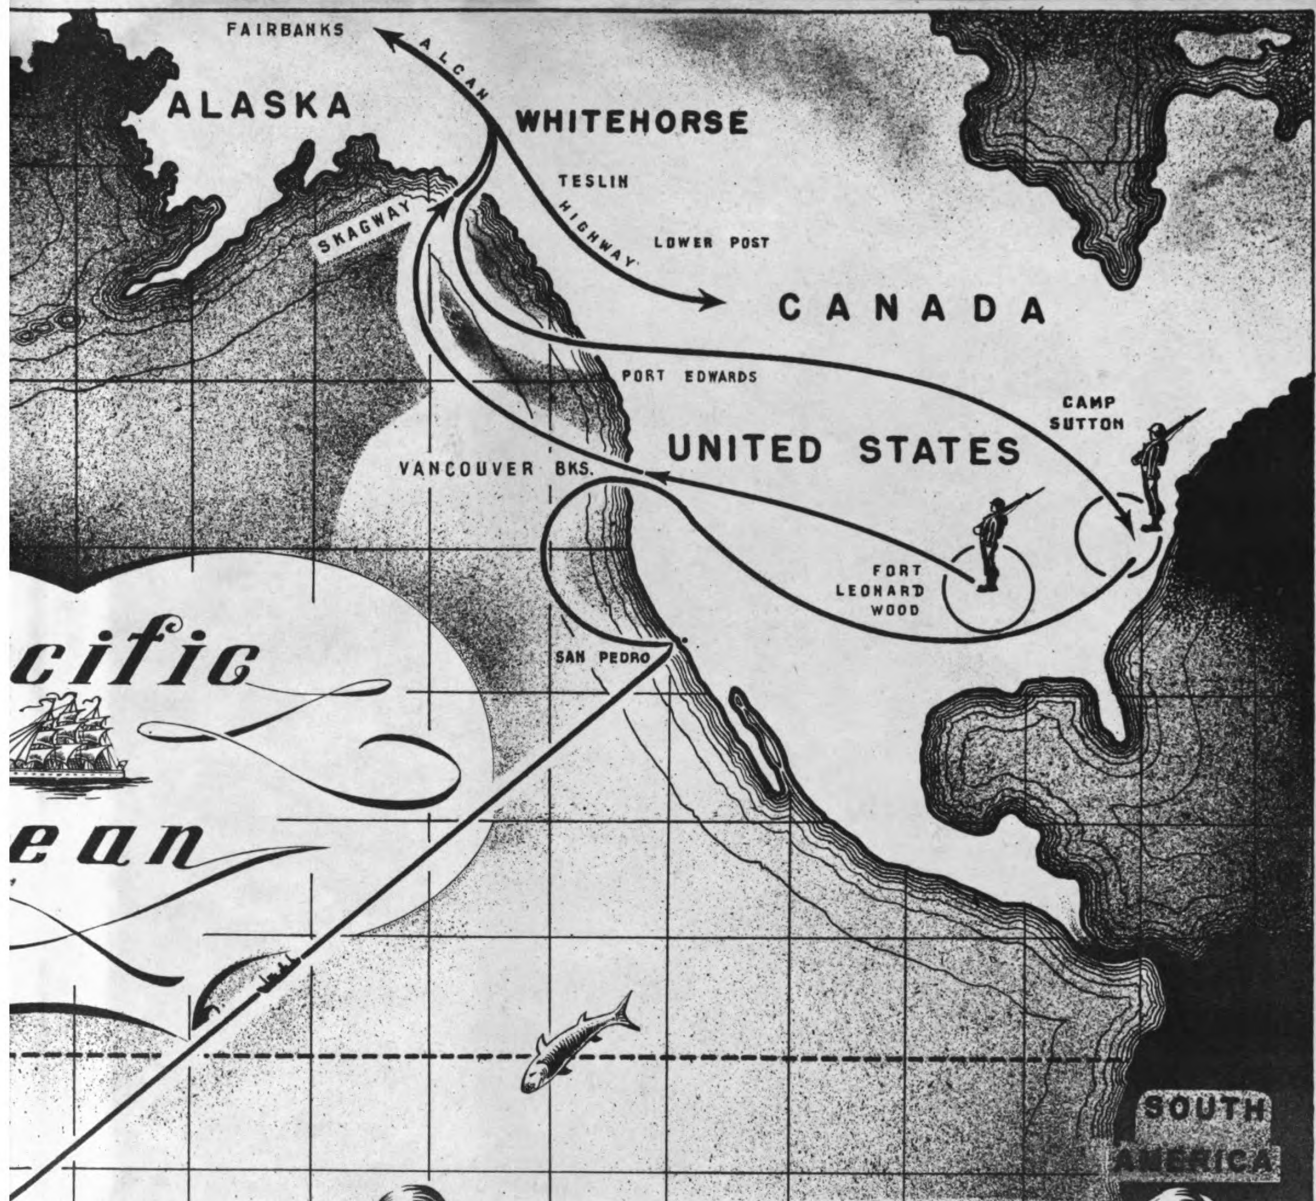 FAIRBANKS
ALCAN
ALASKA
WHITEHORSE
TESLIN
HIGHWAY
SKAGWAY
LOWER POST
CANADA
PORT EDWARDS
CAMP
SUTTON
UNITED STATES
VANCOUVER BKS.
FORT
LEONARD
WOOD
cific
SAN PEDRO
ean
SOUTH
AMERICA